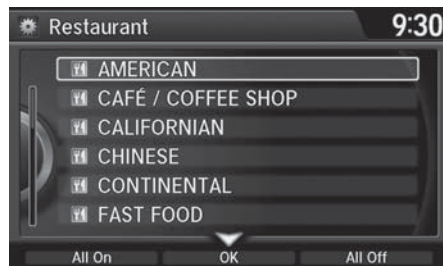 Restaurant 9:30
AMERICAN
CAFÉ / COFFEE SHOP
CALIFORNIAN
CHINESE
CONTINENTAL
FAST FOOD
All On OK All Off